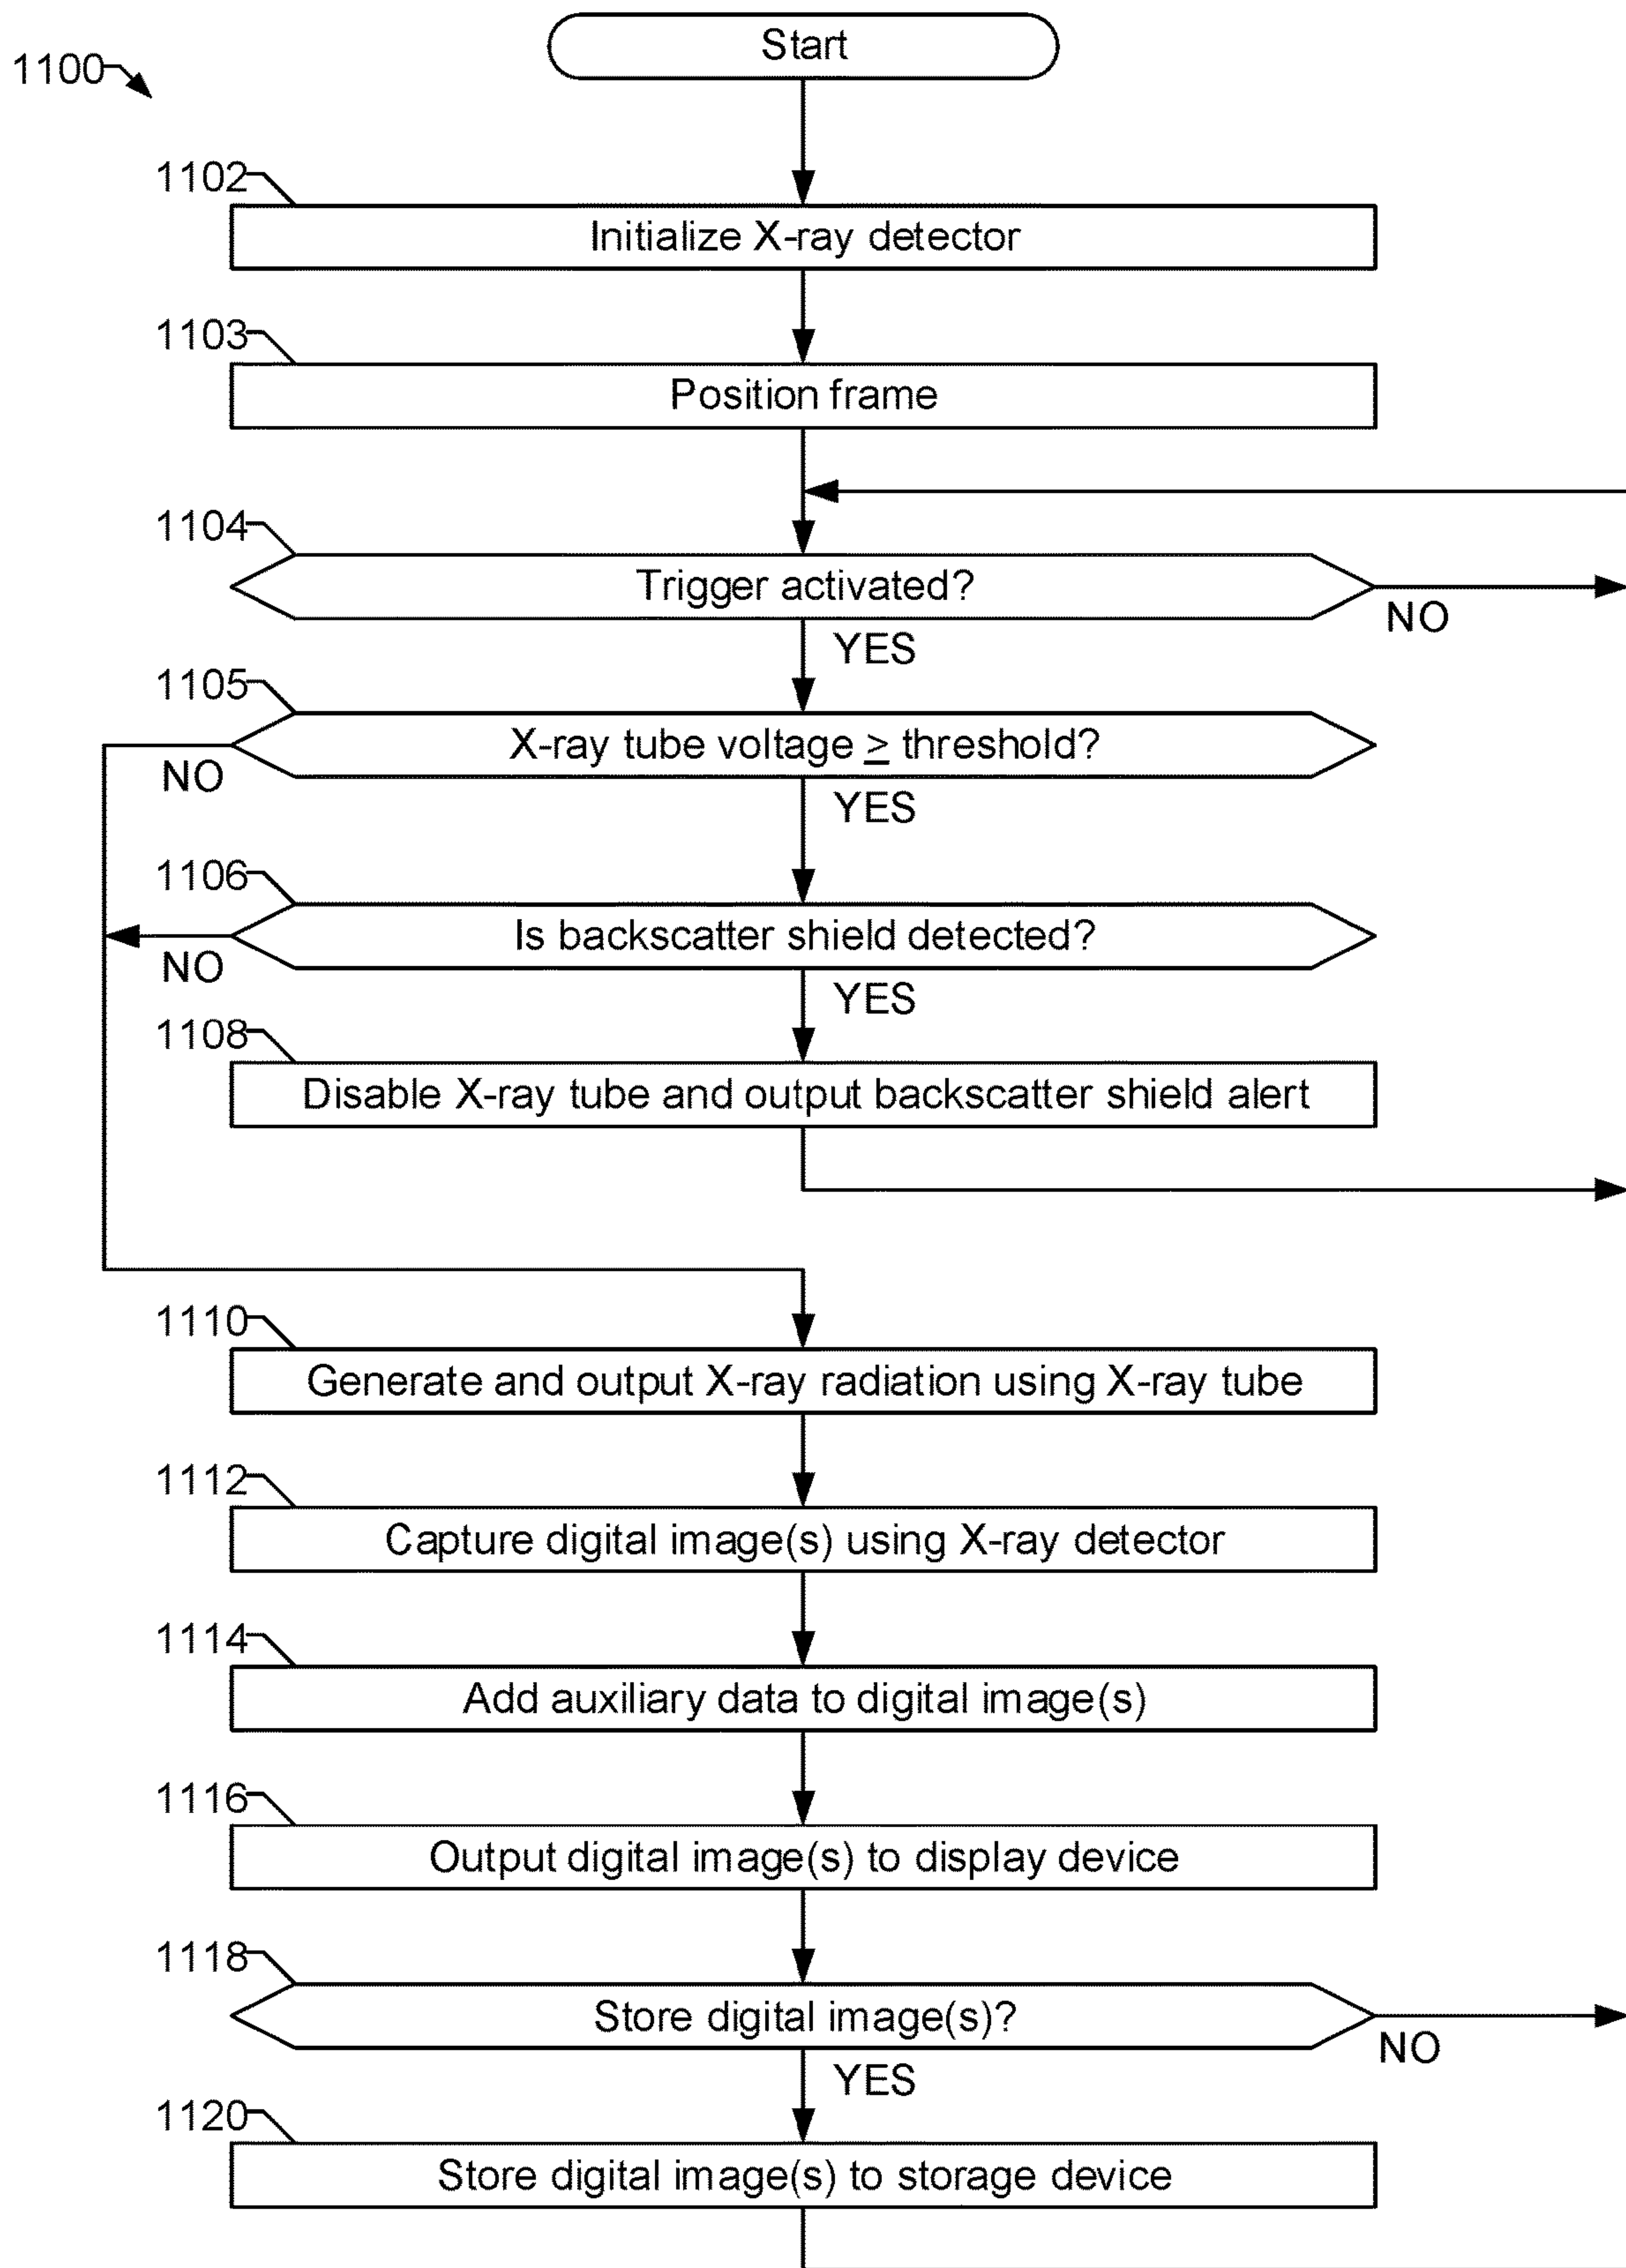 Start
1100
1102
Initialize X-ray detector
1103
Position frame
1104
Trigger activated?
NO
YES
1105
X-ray tube voltage ≥ threshold?
NO
YES
1106
Is backscatter shield detected?
NO
YES
1108
Disable X-ray tube and output backscatter shield alert
1110
Generate and output X-ray radiation using X-ray tube
1112
Capture digital image(s) using X-ray detector
1114
Add auxiliary data to digital image(s)
1116
Output digital image(s) to display device
1118
Store digital image(s)?
NO
YES
1120
Store digital image(s) to storage device